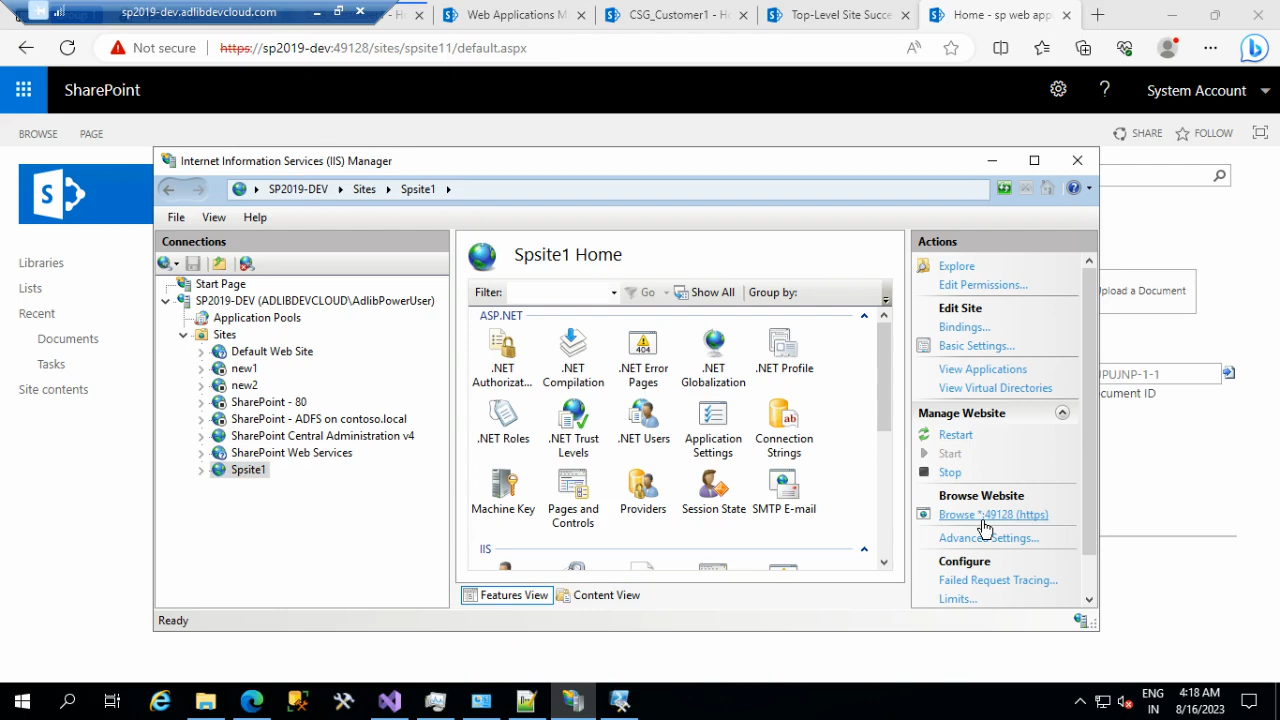 sp2019-dev.adlibdevcloud.com
Web Applications M
CSG_Customer1 - H
Top-Level Site Succe
Home - sp web app
Not secure
https://sp2019-dev:49128/sites/spsite11/default.aspx
SharePoint
System Account
BROWSE
PAGE
SHARE
FOLLOW
Libraries
Lists
Recent
Documents
Tasks
Site contents
Internet Information Services (IIS) Manager
SP2019-DEV
Sites
Spsite1
File
View
Help
Connections
Start Page
SP2019-DEV (ADLIBDEVCLOUD\AdlibPowerUser)
Application Pools
Sites
Default Web Site
new1
new2
SharePoint - 80
SharePoint - ADFS on contoso.local
SharePoint Central Administration v4
SharePoint Web Services
Spsite1
Spsite1 Home
Filter:
Go
Show All
Group by:
ASP.NET
.NET Authorizat...
.NET Compilation
404
.NET Error Pages
.NET Globalization
.NET Profile
.NET Roles
.NET Trust Levels
.NET Users
Application Settings
ab
Connection Strings
Machine Key
Pages and Controls
Providers
Session State
SMTP E-mail
IIS
Features View
Content View
Ready
Actions
Explore
Edit Permissions...
Edit Site
Bindings...
Basic Settings...
View Applications
View Virtual Directories
Manage Website
Restart
Start
Stop
Browse Website
Browse *:49128 (https)
Advanced Settings...
Configure
Failed Request Tracing...
Limits...
pload a Document
PUJNP-1-1
cument ID
ENG
IN
4:18 AM
8/16/2023